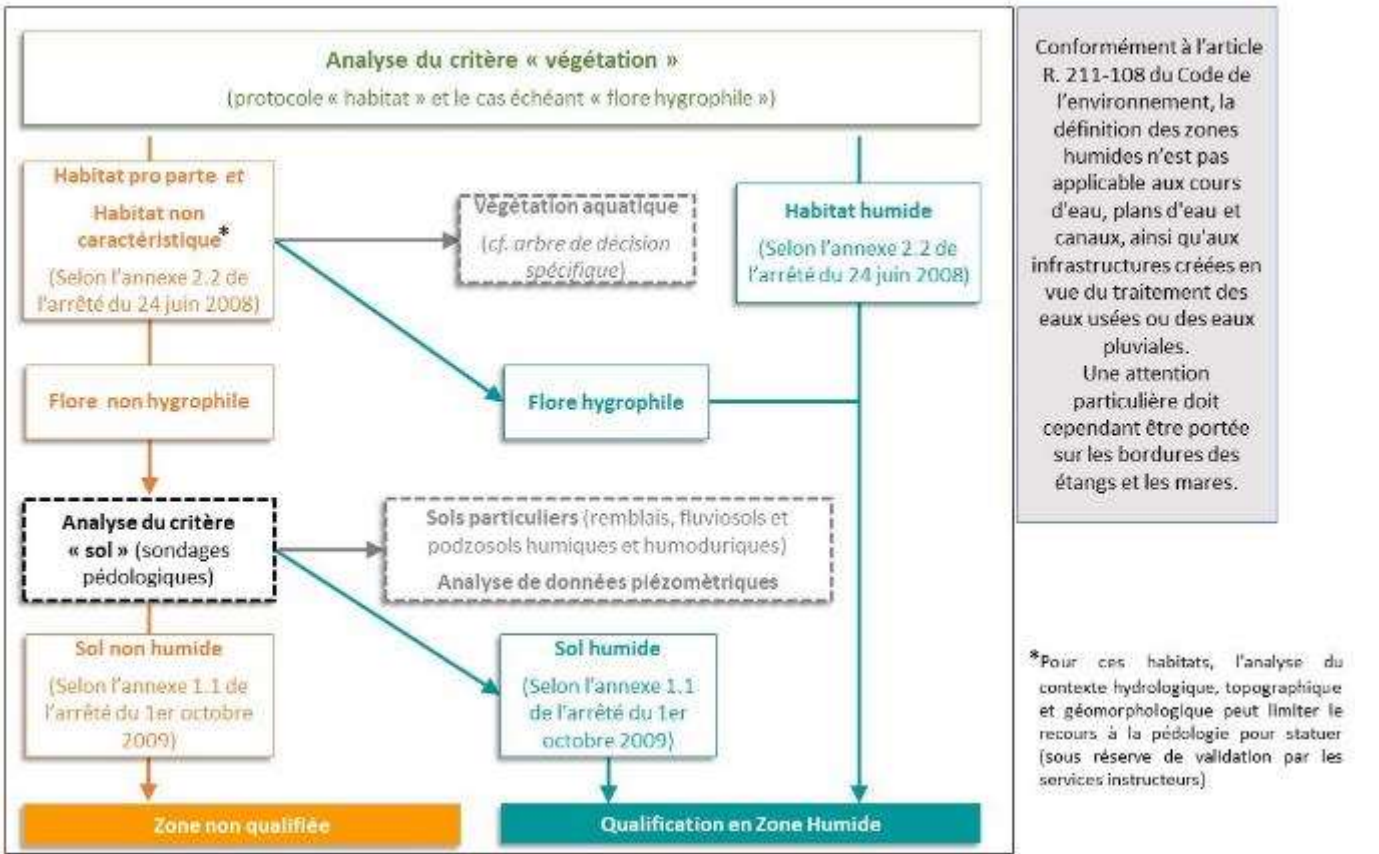 Analyse du critère « végétation »
(protocole « habitat » et le cas échéant « flore hygrophile »)
Habitat pro parte et
Habitat non
caractéristique*
(Selon l'annexe 2.2 de
l'arrêté du 24 juin 2008)
Végétation aquatique
(cf. arbre de décision
spécifique)
Habitat humide
(Selon l'annexe 2.2 de
l'arrêté du 24 juin 2008)
Flore non hygrophile
Flore hygrophile
Analyse du critère
« sol » (sondages
pédologiques)
Sols particuliers (remblais, fluviosols et
podzosols humiques et humoduriques)
Analyse de données piézomètriques
Sol non humide
(Selon l'annexe 1.1 de
l'arrêté du 1er octobre
2009)
Sol humide
(Selon l'annexe 1.1
de l'arrêté du 1er
octobre 2009)
Zone non qualifiée
Qualification en Zone Humide
Conformément à l'article
R. 211-108 du Code de
l'environnement, la
définition des zones
humides n'est pas
applicable aux cours
d'eau, plans d'eau et
canaux, ainsi qu'aux
infrastructures créées en
vue du traitement des
eaux usées ou des eaux
pluviales.
Une attention
particulière doit
cependant être portée
sur les bordures des
étangs et les mares.
*Pour ces habitats, l'analyse du
contexte hydrologique, topographique
et géomorphologique peut limiter le
recours à la pédologie pour statuer
(sous réserve de validation par les
services instructeurs)